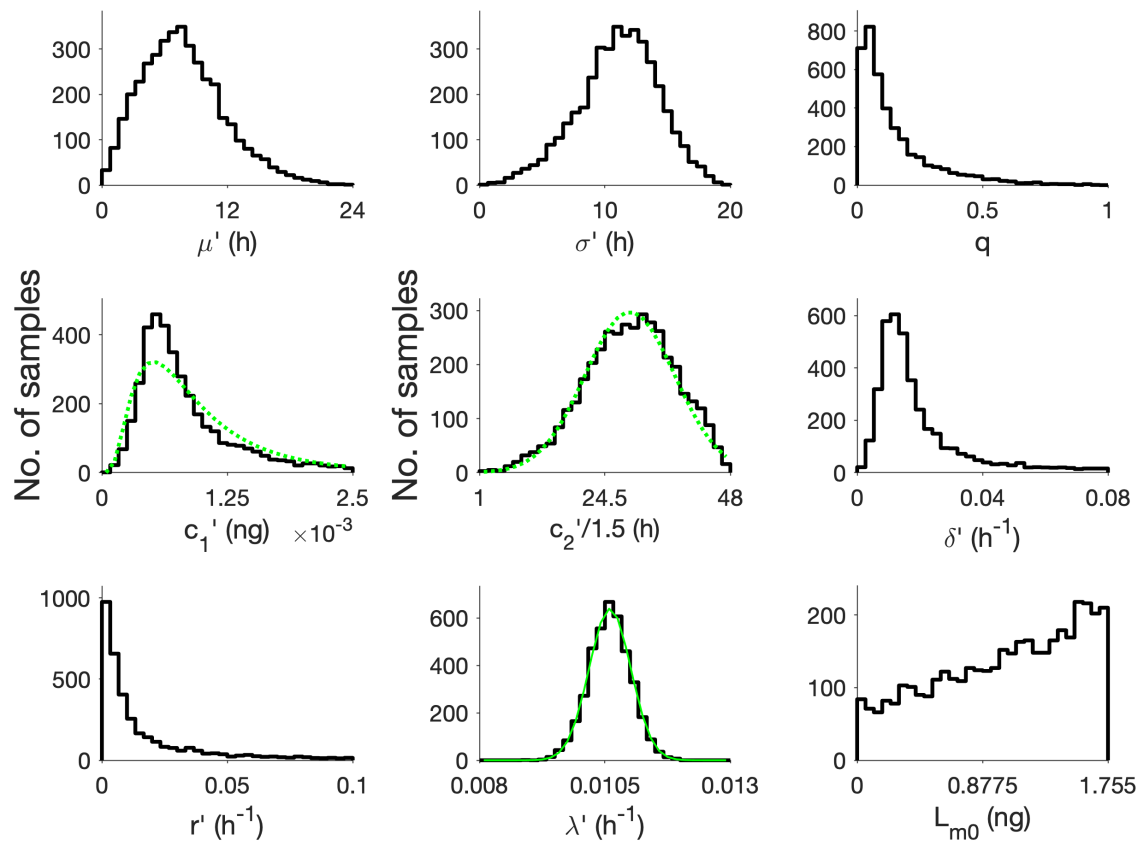 300
200
100
0
0 12 24
μ' (h)
300
200
100
0
0 10 20
σ' (h)
800
600
400
200
0
0 0.5 1
q
No. of samples
400
200
0
0 1.25 2.5
c1' (ng) ×10-3
No. of samples
300
200
100
0
1 24.5 48
c2'/1.5 (h)
600
400
200
0
0 0.04 0.08
δ' (h-1)
1000
500
0
0 0.05 0.1
r' (h-1)
600
400
200
0
0.008 0.0105 0.013
λ' (h-1)
200
100
0
0 0.8775 1.755
Lm0 (ng)